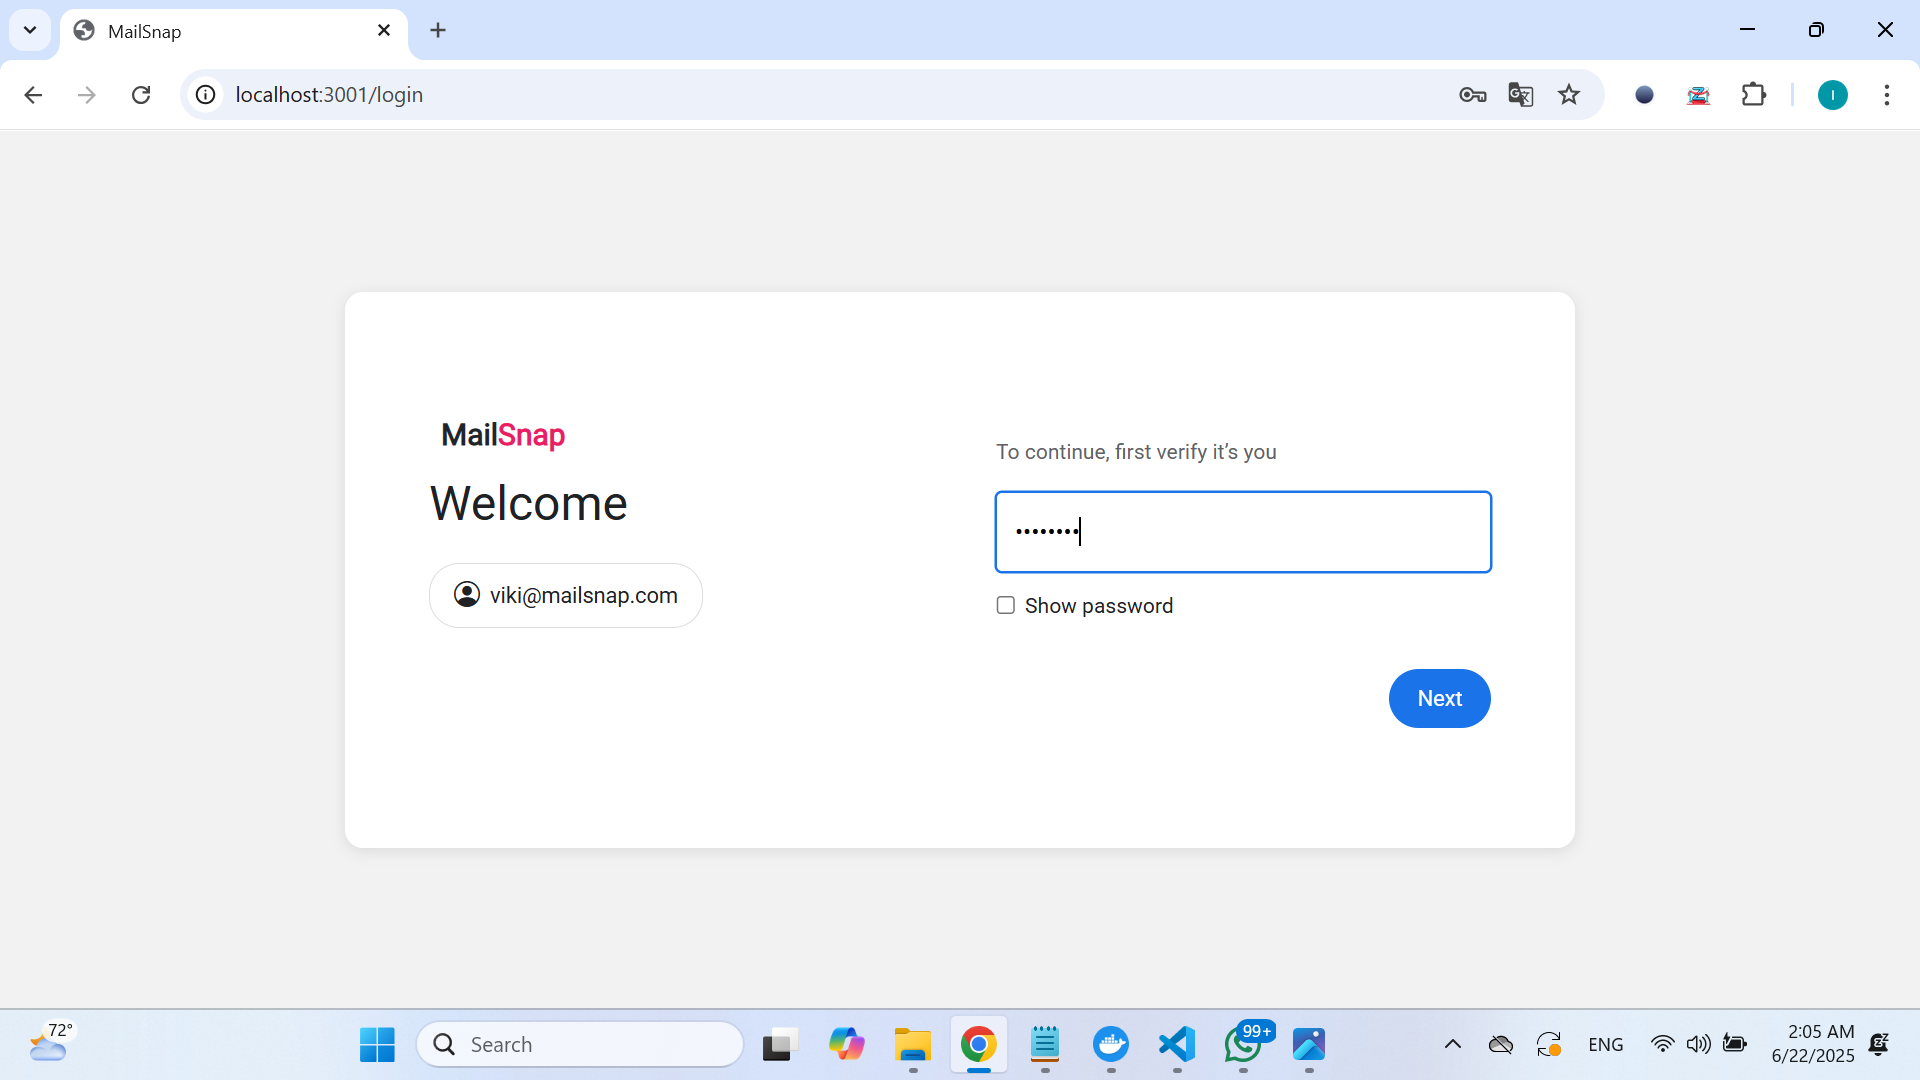 MailSnap
localhost:3001/login
I
MailSnap
Welcome
viki@mailsnap.com
To continue, first verify it’s you
••••••••
Show password
Next
72°
Search
99+
ENG
2:05 AM
6/22/2025